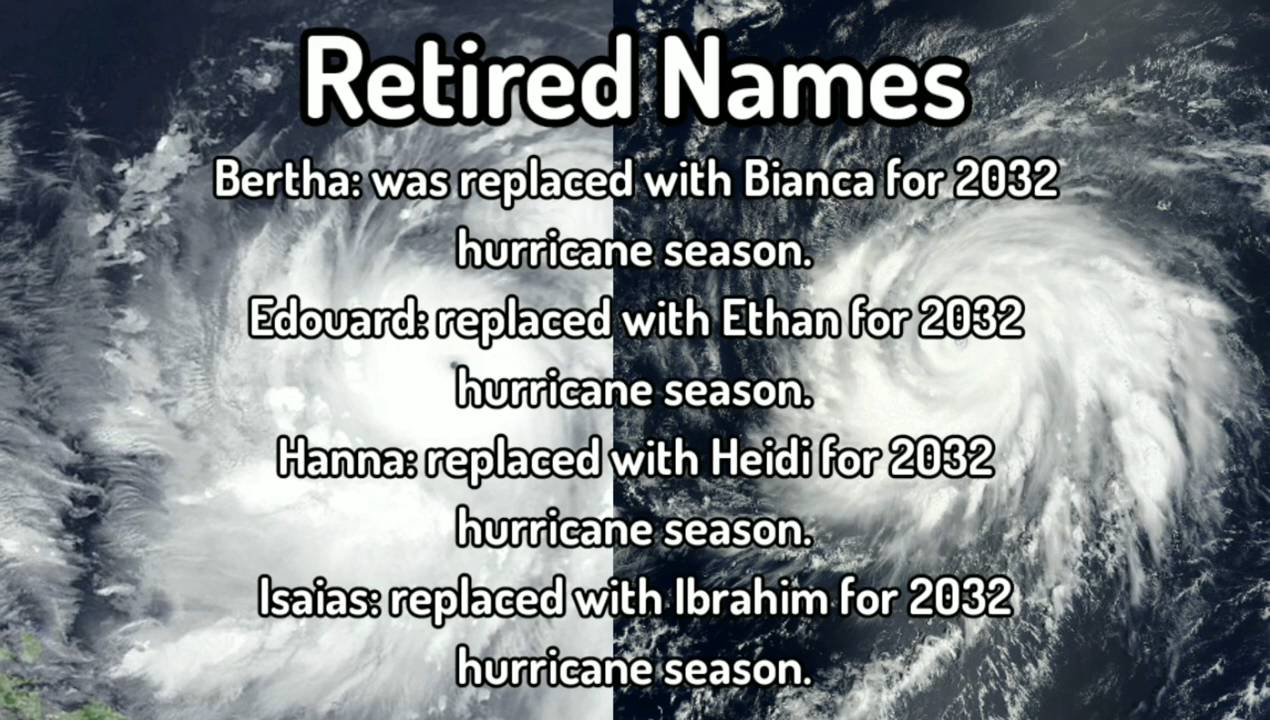 Retired Names
Bertha: was replaced with Bianca for 2032
hurricane season.
Edouard: replaced with Ethan for 2032
hurricane season.
Hanna: replaced with Heidi for 2032
hurricane season.
Isaias: replaced with Ibrahim for 2032
hurricane season.